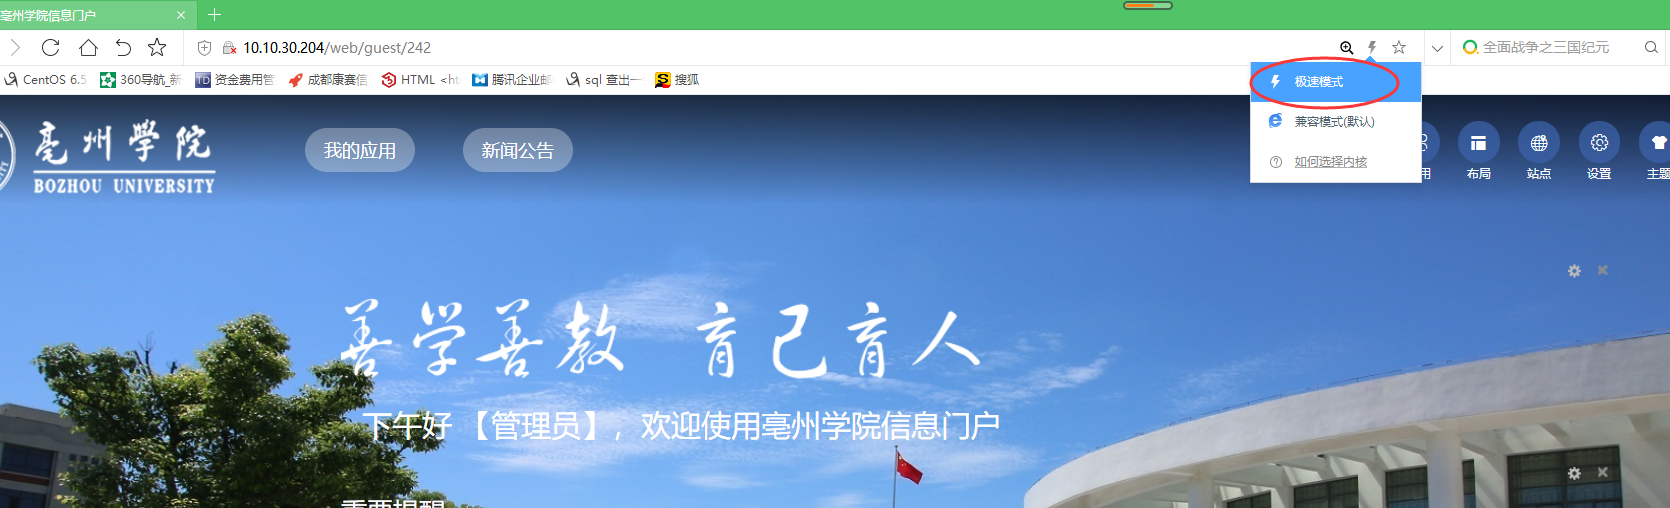 亳州学院信息门户
10.10.30.204/web/guest/242
全面战争之三国纪元
CentOS 6.5
360导航_新
资金费用管
成都康赛信
HTML <ht
腾讯企业邮
sql 查出一
搜狐
极速模式
兼容模式(默认)
如何选择内核
亳州學院
BOZHOU UNIVERSITY
我的应用
新闻公告
用
布局
站点
设置
主题
善学善教 育己育人
下午好 【管理员】，欢迎使用亳州学院信息门户
重要提醒